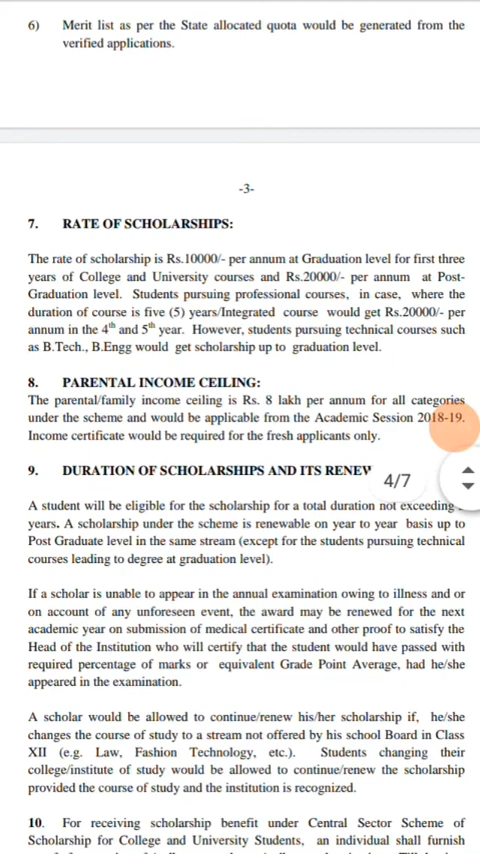 6) Merit list as per the State allocated quota would be generated from the
verified applications.
-3-
7. RATE OF SCHOLARSHIPS:
The rate of scholarship is Rs.10000/- per annum at Graduation level for first three
years of College and University courses and Rs.20000/- per annum at Post-
Graduation level. Students pursuing professional courses, in case, where the
duration of course is five (5) years/Integrated course would get Rs.20000/- per
annum in the 4th and 5th year. However, students pursuing technical courses such
as B.Tech., B.Engg would get scholarship up to graduation level.
8. PARENTAL INCOME CEILING:
The parental/family income ceiling is Rs. 8 lakh per annum for all categories
under the scheme and would be applicable from the Academic Session 2018-19.
Income certificate would be required for the fresh applicants only.
9. DURATION OF SCHOLARSHIPS AND ITS
4/7
A student will be eligible for the scholarship for a total duration not exceeding
years. A scholarship under the scheme is renewable on year to year basis up to
Post Graduate level in the same stream (except for the students pursuing technical
courses leading to degree at graduation level).
If a scholar is unable to appear in the annual examination owing to illness and or
on account of any unforeseen event, the award may be renewed for the next
academic year on submission of medical certificate and other proof to satisfy the
Head of the Institution who will certify that the student would have passed with
required percentage of marks or equivalent Grade Point Average, had he/she
appeared in the examination.
A scholar would be allowed to continue/renew his/her scholarship if, he/she
changes the course of study to a stream not offered by his school Board in Class
XII (e.g. Law, Fashion Technology, etc.). Students changing their
college/institute of study would be allowed to continue/renew the scholarship
provided the course of study and the institution is recognized.
10. For receiving scholarship benefit under Central Sector Scheme of
Scholarship for College and University Students, an individual shall furnish